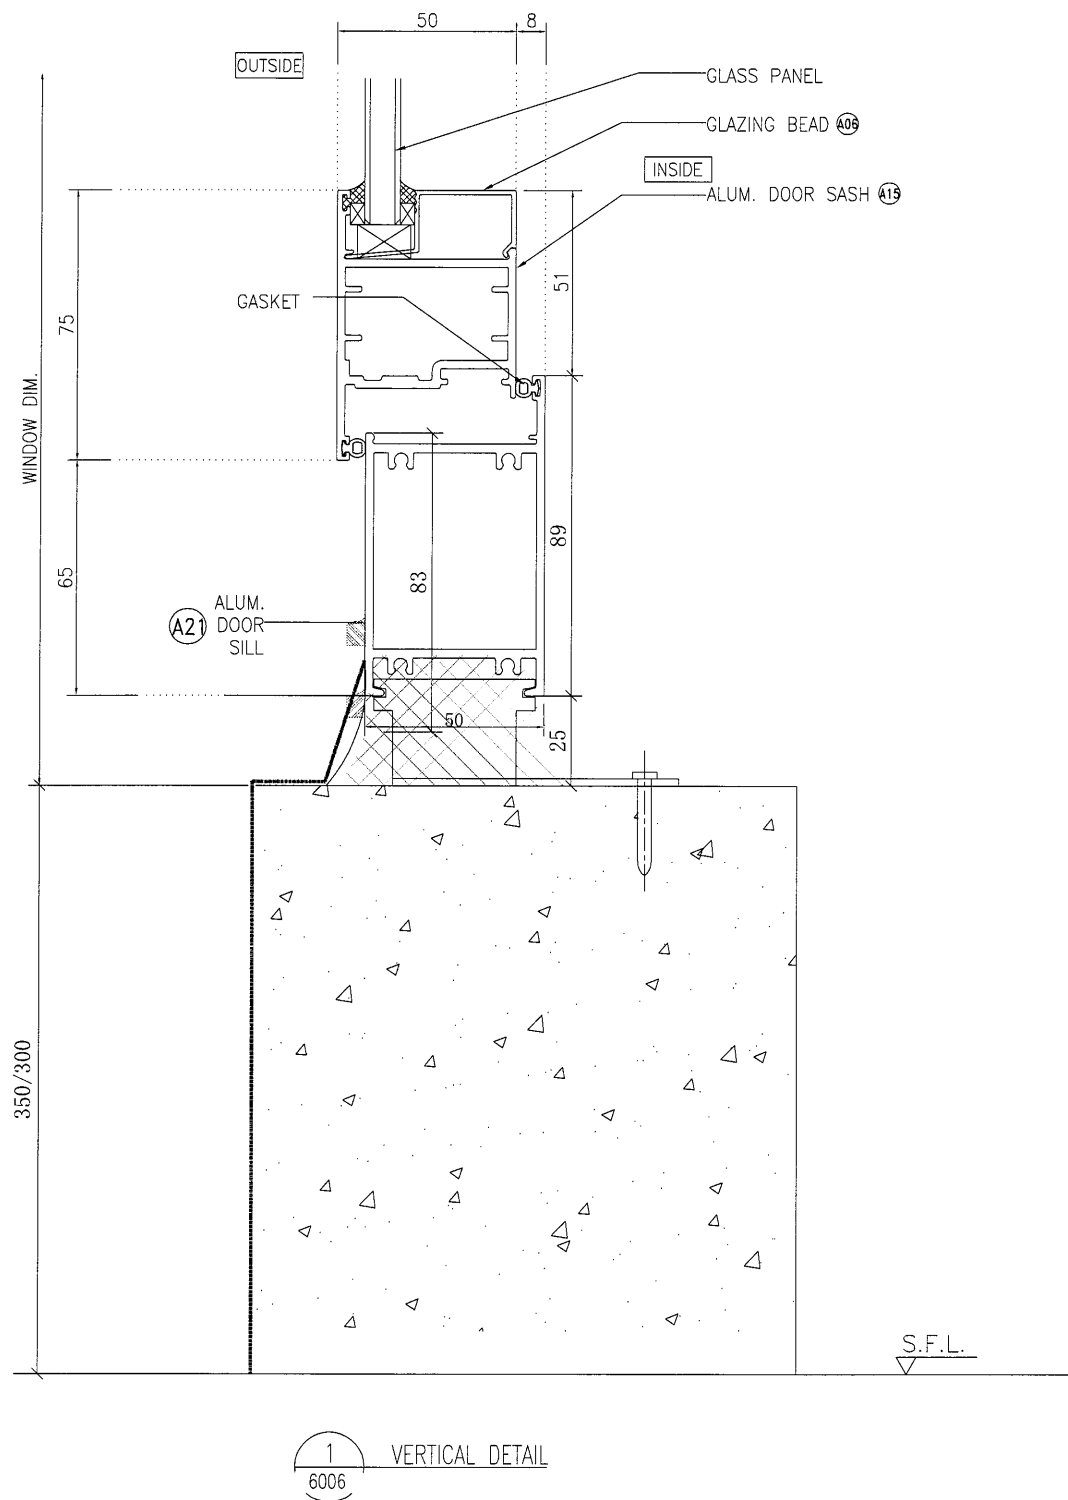 50
8
OUTSIDE
GLASS PANEL
GLAZING BEAD A06
INSIDE
ALUM. DOOR SASH A15
51
GASKET
75
WINDOW DIM.
89
65
83
ALUM.
A21 DOOR
SILL
50
25
350/300
S.F.L.
1
VERTICAL DETAIL
6006